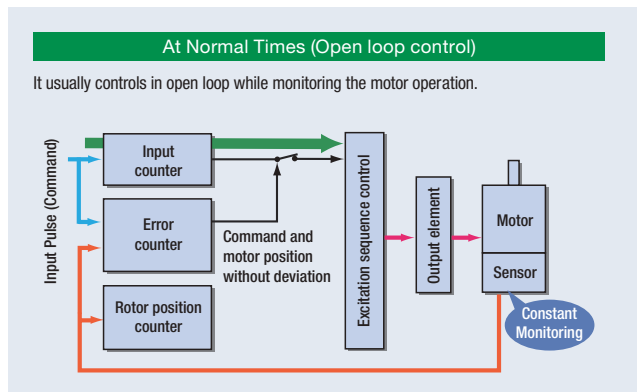 At Normal Times (Open loop control)
It usually controls in open loop while monitoring the motor operation.
Input Pulse (Command)
Input
counter
Error
counter
Rotor position
counter
Command and
motor position
without deviation
Excitation sequence control
Output element
Motor
Sensor
Constant
Monitoring